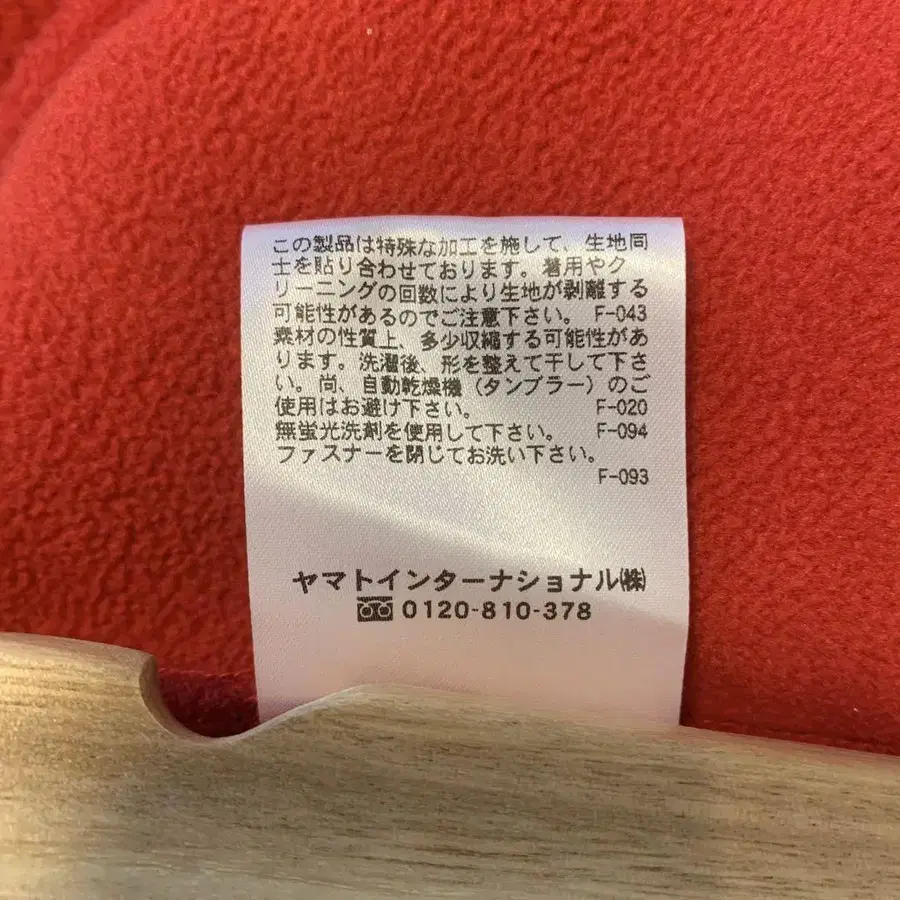 この製品は特殊な加工を施して、生地同
士を貼り合わせております。着用やク
リーニングの回数により生地が剥離する
可能性があるのでご注意下さい。 F-043
素材の性質上、多少収縮する可能性があ
ります。洗濯後、形を整えて干して下さ
い。尚、自動乾燥機（タンブラー）のご
使用はお避け下さい。 F-020
無蛍光洗剤を使用して下さい。 F-094
ファスナーを閉じてお洗い下さい。
F-093
ヤマトインターナショナル㈱
0120-810-378